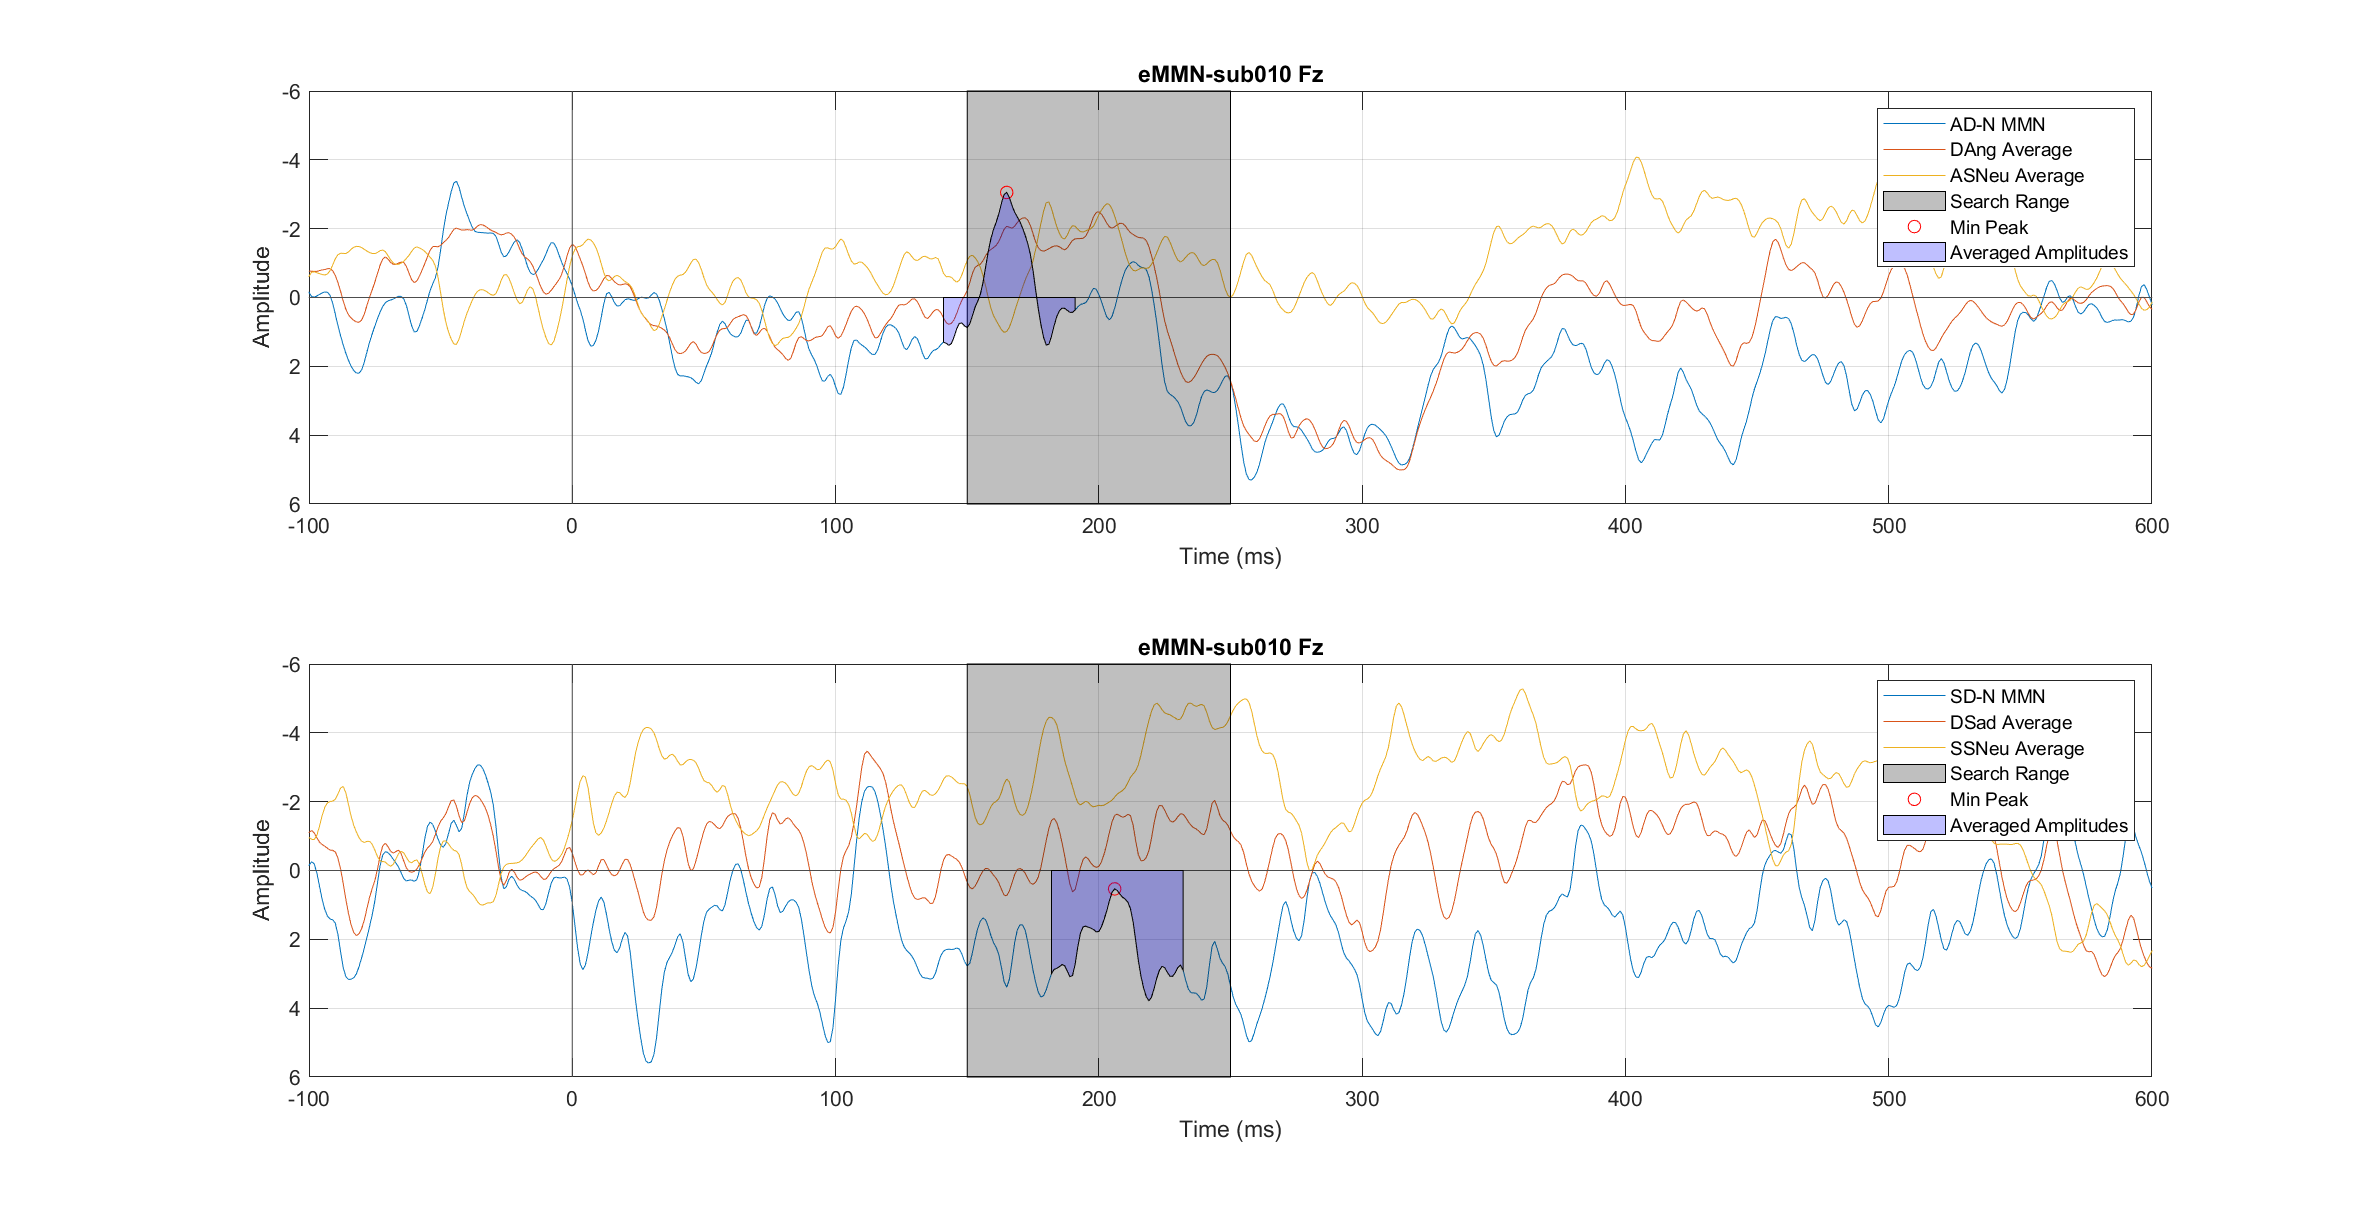 eMMN-sub010 Fz
-6
-4
-2
0
2
4
6
Amplitude
-100 0 100 200 300 400 500 600
Time (ms)
AD-N MMN
DAng Average
ASNeu Average
Search Range
Min Peak
Averaged Amplitudes
eMMN-sub010 Fz
-6
-4
-2
0
2
4
6
Amplitude
-100 0 100 200 300 400 500 600
Time (ms)
SD-N MMN
DSad Average
SSNeu Average
Search Range
Min Peak
Averaged Amplitudes